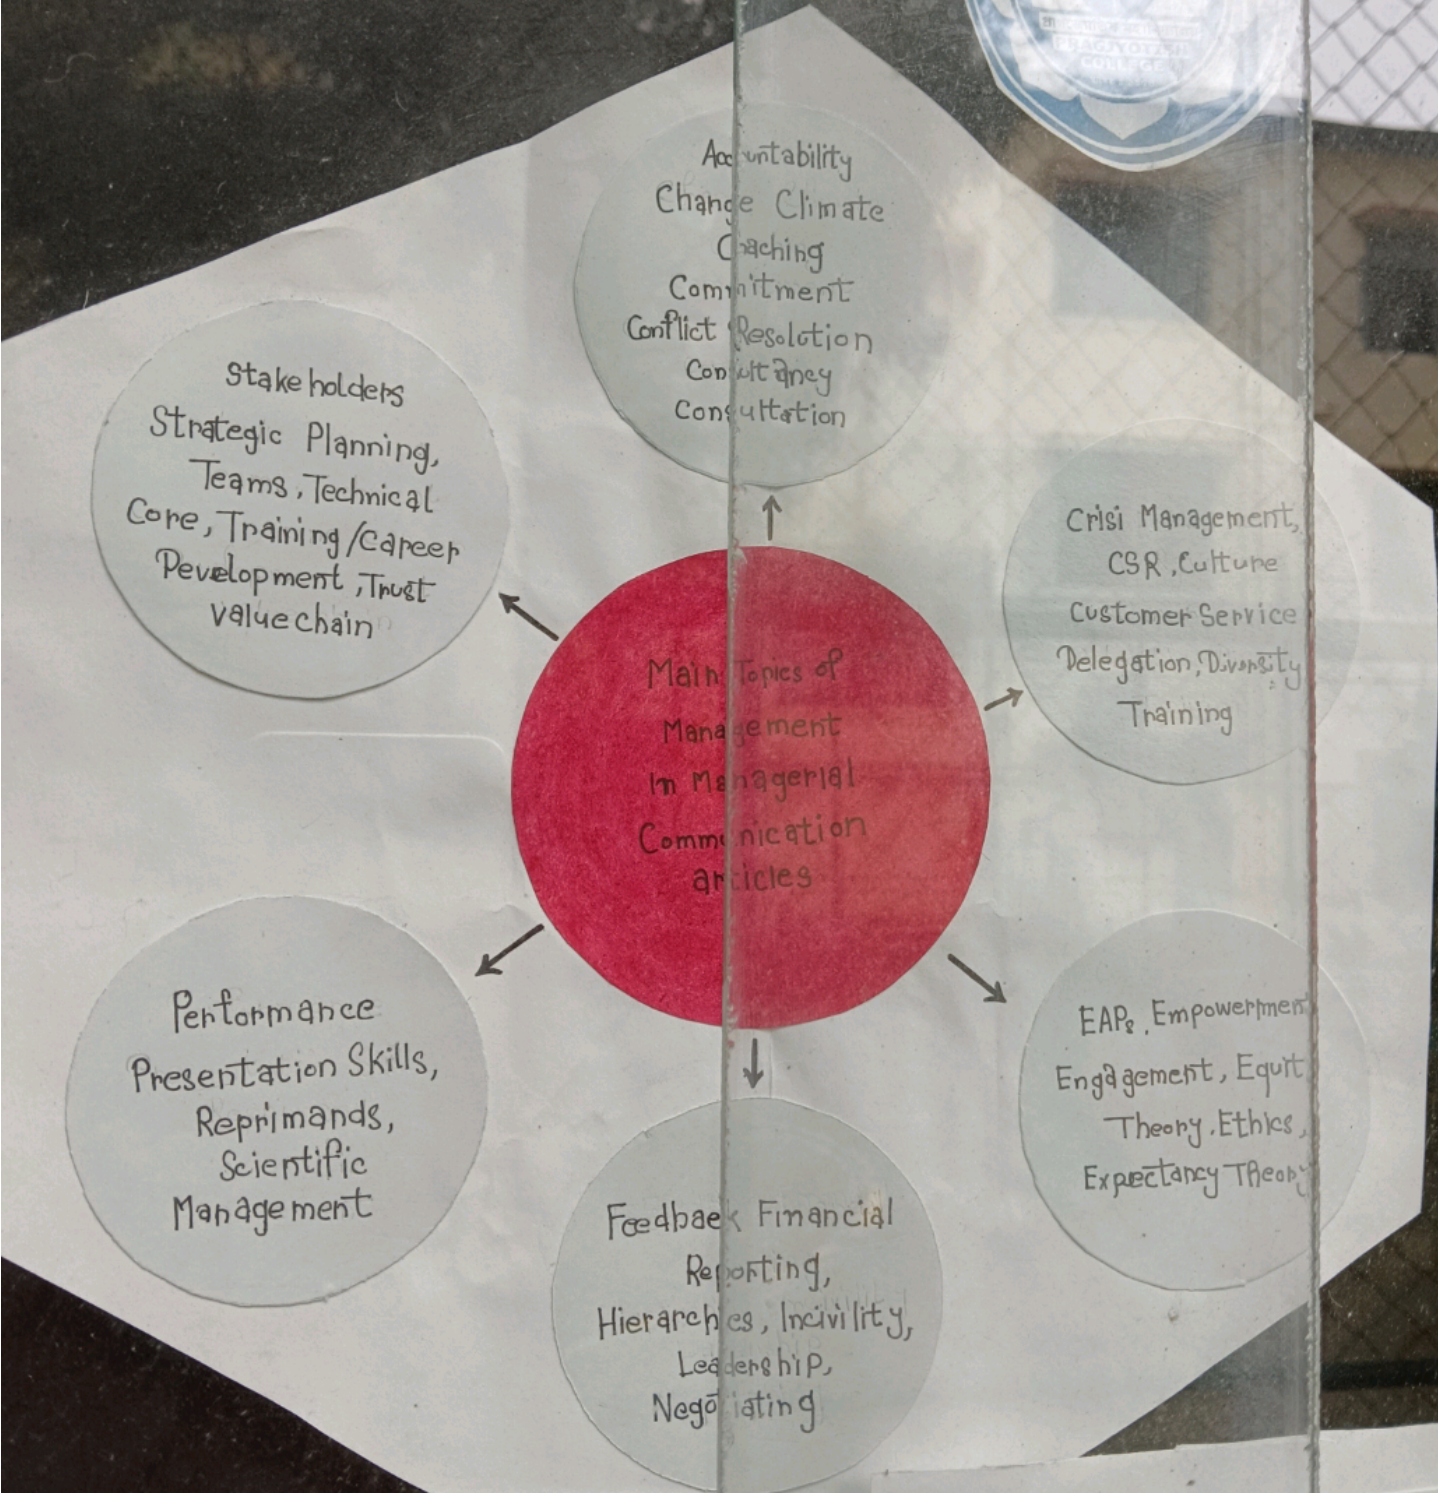 PRAGJYOTISH
COLLEGE
Accountability
Change Climate
Coaching
Commitment
Conflict Resolution
Consultancy
Consultation
Crisi Management,
CSR, Culture
Customer Service
Delegation, Diversity
Training
EAPs, Empowerment
Engagement, Equit
Theory. Ethics,
Expectancy Theory
Feedback Financial
Reporting,
Hierarchies, Incivility,
Leadership,
Negotiating
Performance
Presentation Skills,
Reprimands,
Scientific
Management
Stakeholders
Strategic Planning,
Teams, Technical
Core, Training/Career
Development, Trust
value chain
Main Topics of
Management
In Managerial
Communication
articles